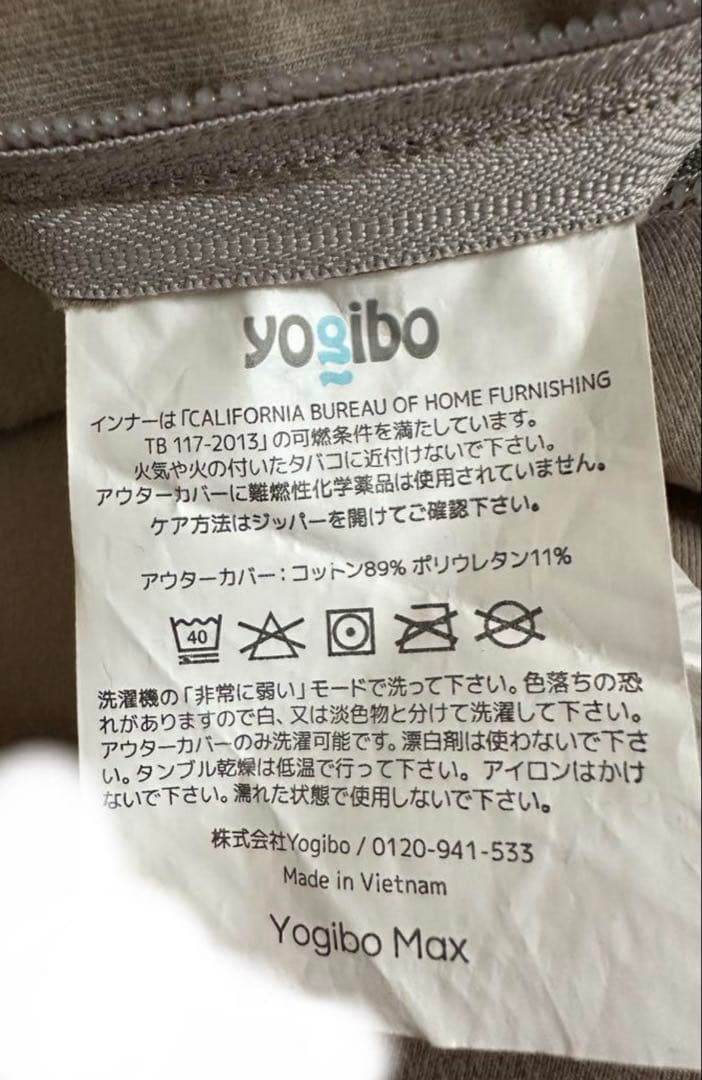 yogibo
インナーは「CALIFORNIA BUREAU OF HOME FURNISHING
TB 117-2013」の可燃条件を満たしています。
火気や火の付いたタバコに近付けないで下さい。
アウターカバーに難燃性化学薬品は使用されていません。
ケア方法はジッパーを開けてご確認下さい。
アウターカバー：コットン89% ポリウレタン11%
40
洗濯機の「非常に弱い」モードで洗って下さい。色落ちの恐
れがありますので白、又は淡色物と分けて洗濯して下さい。
アウターカバーのみ洗濯可能です。漂白剤は使わないで下さ
い。タンブル乾燥は低温で行って下さい。 アイロンはかけ
ないで下さい。濡れた状態で使用しないで下さい。
株式会社Yogibo / 0120-941-533
Made in Vietnam
Yogibo Max